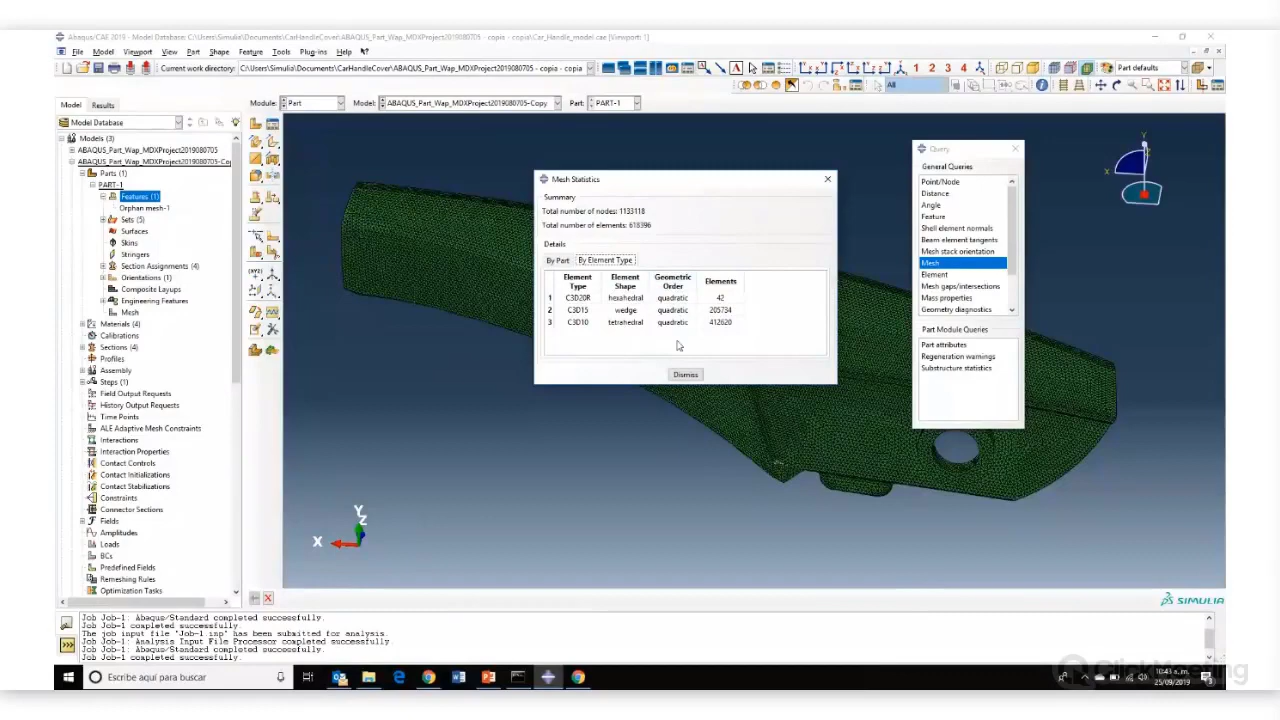 Abaqus/CAE 2019 - Model Database: C:\Users\Simulia\Documents\CarHandleCover\ABAQUS_Part_Wap_MDXProject2019080705 - copia - copia\Car_Handle_model.cae [Viewport: 1]
File Model Viewport View Part Shape Feature Tools Plug-ins Help
Current work directory: C:\Users\Simulia\Documents\CarHandleCover\ABAQUS_Part_Wap_MDXProject2019080705 - copia - copia
1 2 3 4
Part defaults
All
Model Results
Module: Part
Model: ABAQUS_Part_Wap_MDXProject2019080705-Copy
Part: PART-1
Model Database
Models (3)
ABAQUS_Part_Wap_MDXProject2019080705
ABAQUS_Part_Wap_MDXProject2019080705-Co
Parts (1)
PART-1
Features (1)
Orphan mesh-1
Sets (5)
Surfaces
Skins
Stringers
Section Assignments (4)
Orientations (1)
Composite Layups
Engineering Features
Mesh
Materials (4)
Calibrations
Sections (4)
Profiles
Assembly
Steps (1)
Field Output Requests
History Output Requests
Time Points
ALE Adaptive Mesh Constraints
Interactions
Interaction Properties
Contact Controls
Contact Initializations
Contact Stabilizations
Constraints
Connector Sections
Fields
Amplitudes
Loads
BCs
Predefined Fields
Remeshing Rules
Optimization Tasks
Mesh Statistics
Summary
Total number of nodes: 1133118
Total number of elements: 618396
Details
By Part By Element Type
Element Type Element Shape Geometric Order Elements
1 C3D20R hexahedral quadratic 42
2 C3D15 wedge quadratic 205734
3 C3D10 tetrahedral quadratic 412620
Dismiss
Query
General Queries
Point/Node
Distance
Angle
Feature
Shell element normals
Beam element tangents
Mesh stack orientation
Mesh
Element
Mesh gaps/intersections
Mass properties
Geometry diagnostics
Part Module Queries
Part attributes
Regeneration warnings
Substructure statistics
Y
X
Y
Z
X
SIMULIA
Job Job-1: Abaqus/Standard completed successfully.
Job Job-1 completed successfully.
The job input file "Job-1.inp" has been submitted for analysis.
Job Job-1: Analysis Input File Processor completed successfully.
Job Job-1: Abaqus/Standard completed successfully.
Job Job-1 completed successfully.
Escribe aquí para buscar
10:43 a.m.
25/09/2019
ClickMeeting